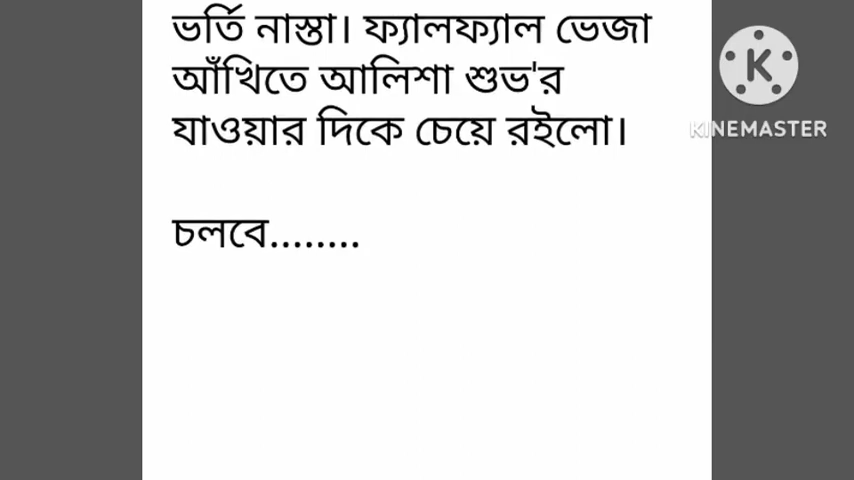 ভর্তি নাস্তা। ফ্যালফ্যাল ভেজা
আঁখিতে আলিশা শুভ'র
যাওয়ার দিকে চেয়ে রইলো।
চলবে........
K
KINEMASTER